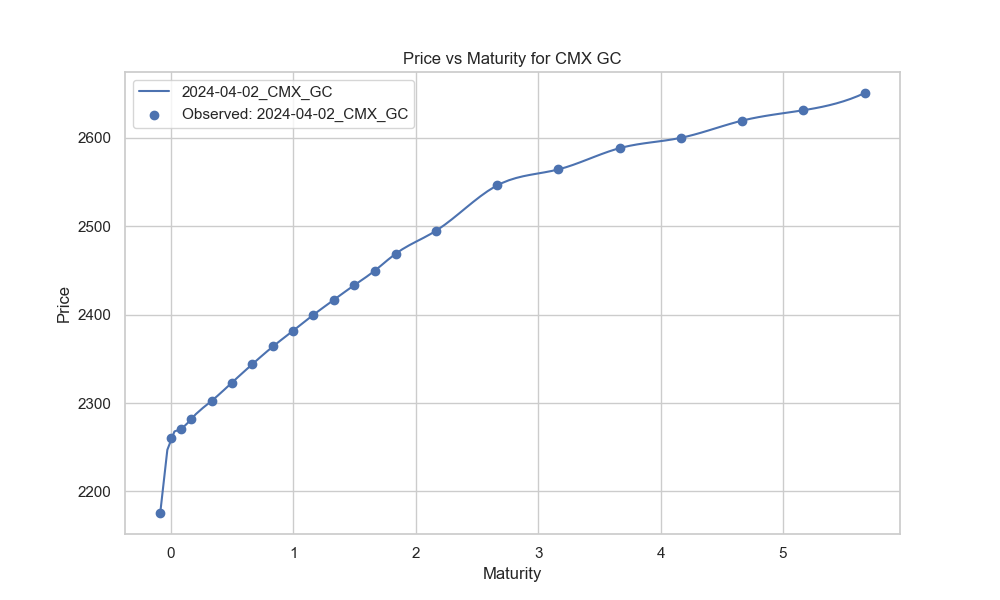 Price vs Maturity for CMX GC
2024-04-02_CMX_GC
Observed: 2024-04-02_CMX_GC
Price
2600
2500
2400
2300
2200
0 1 2 3 4 5
Maturity